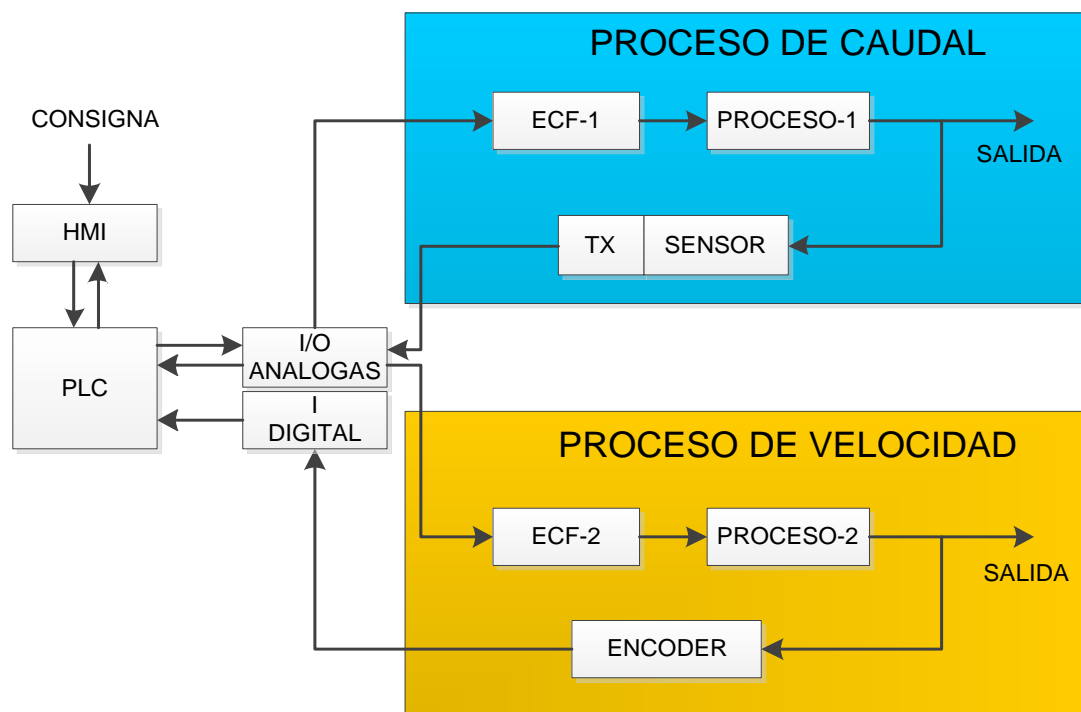 PROCESO DE CAUDAL
CONSIGNA
ECF-1
PROCESO-1
SALIDA
HMI
TX
SENSOR
I/O
ANALOGAS
PLC
I
DIGITAL
PROCESO DE VELOCIDAD
ECF-2
PROCESO-2
SALIDA
ENCODER